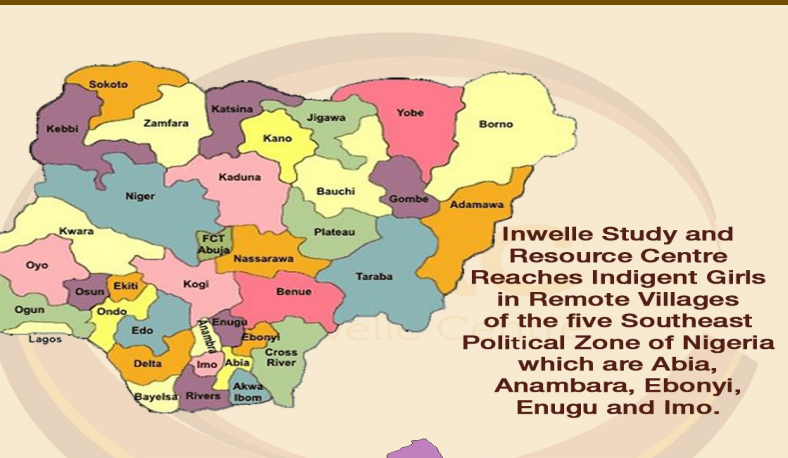 Sokoto
Katsina
Jigawa
Yobe
Borno
Kebbi
Zamfara
Kano
Kaduna
Bauchi
Gombe
Niger
Adamawa
Kwara
FCT
Abuja
Plateau
Nassarawa
Taraba
Oyo
Osun
Ekiti
Kogi
Benue
Ogun
Ondo
Lagos
Edo
Anambra
Enugu
Ebonyi
Delta
Imo
Abia
Cross
River
Bayelsa
Rivers
Akwa
Ibom
Inwelle Study and
Resource Centre
Reaches Indigent Girls
in Remote Villages
of the five Southeast
Political Zone of Nigeria
which are Abia,
Anambara, Ebonyi,
Enugu and Imo.